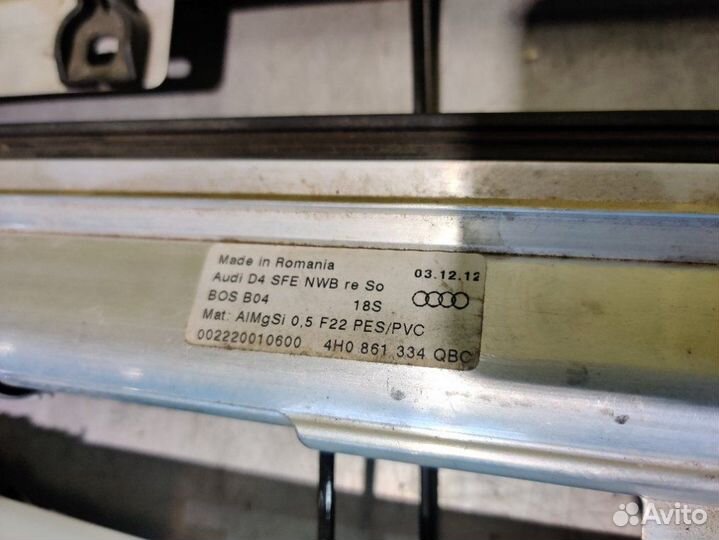 Made in Romania 03.12.12
Audi D4 SFE NWB re So
BOS B04 18S
Mat: AlMgSi 0,5 F22 PES/PVC
002220010600 4H0 861 334 QBC
Avito